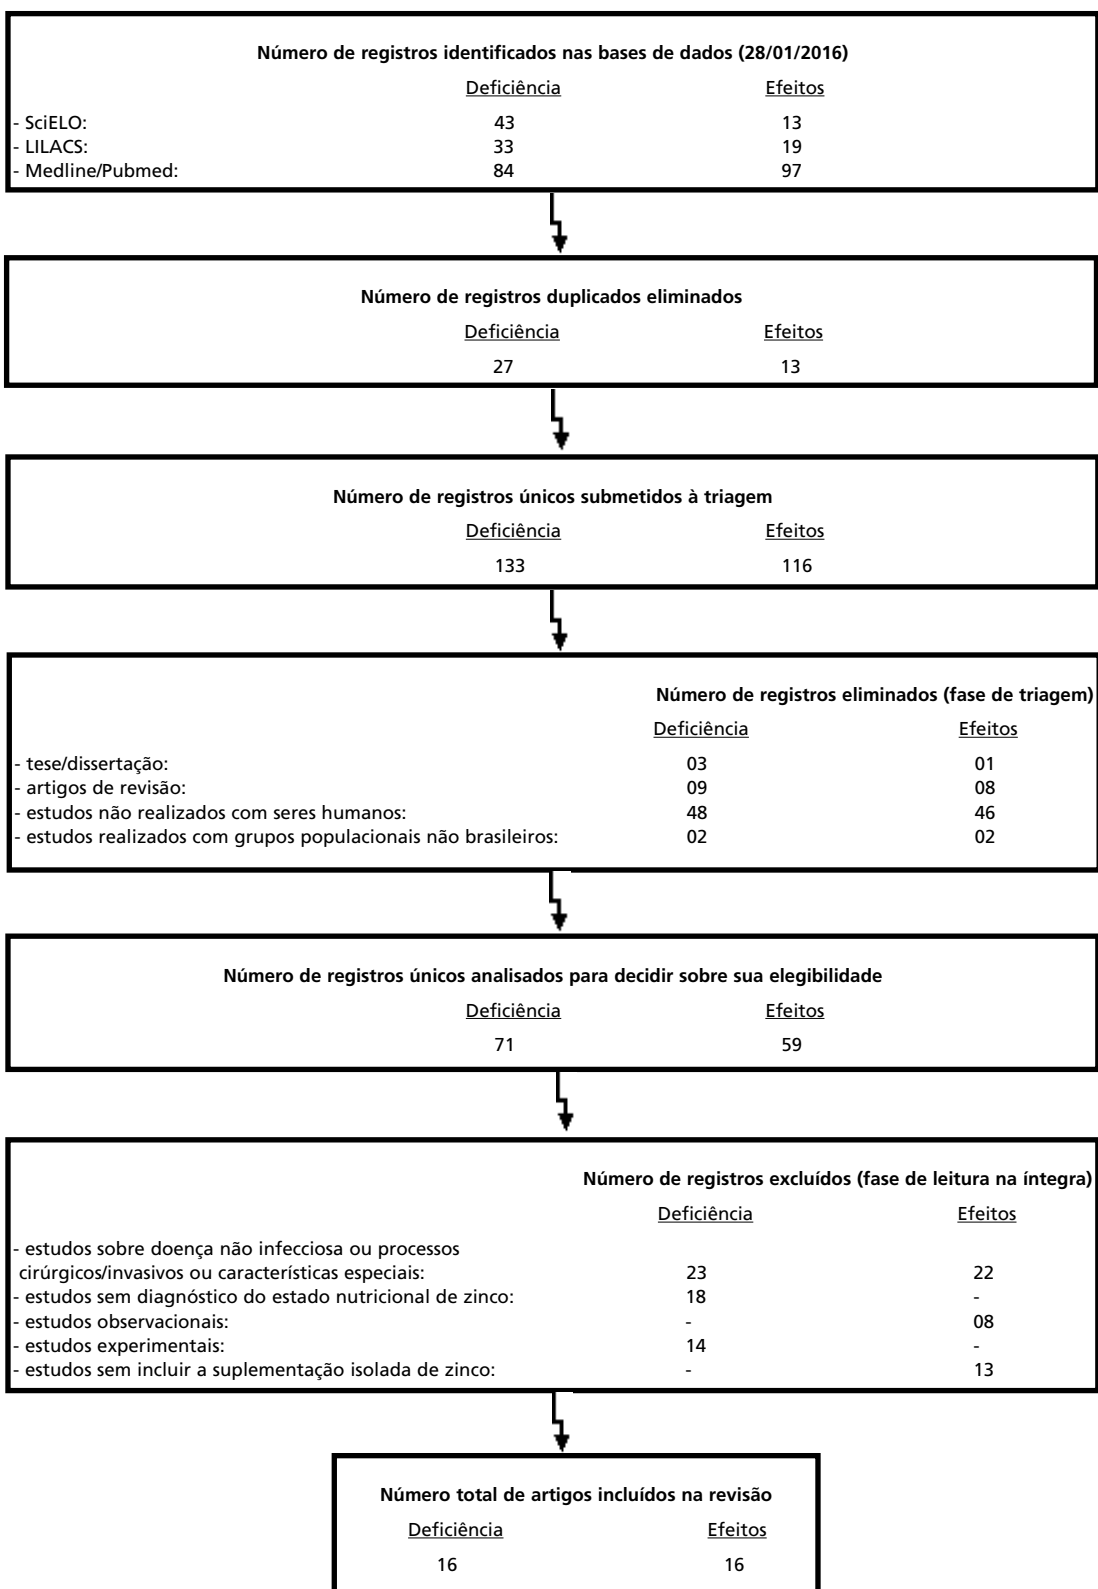 Número de registros identificados nas bases de dados (28/01/2016)
Deficiência Efeitos
- SciELO: 43 13
- LILACS: 33 19
- Medline/Pubmed: 84 97
Número de registros duplicados eliminados
Deficiência Efeitos
27 13
Número de registros únicos submetidos à triagem
Deficiência Efeitos
133 116
Número de registros eliminados (fase de triagem)
Deficiência Efeitos
- tese/dissertação: 03 01
- artigos de revisão: 09 08
- estudos não realizados com seres humanos: 48 46
- estudos realizados com grupos populacionais não brasileiros: 02 02
Número de registros únicos analisados para decidir sobre sua elegibilidade
Deficiência Efeitos
71 59
Número de registros excluídos (fase de leitura na íntegra)
Deficiência Efeitos
- estudos sobre doença não infecciosa ou processos
cirúrgicos/invasivos ou características especiais: 23 22
- estudos sem diagnóstico do estado nutricional de zinco: 18 -
- estudos observacionais: - 08
- estudos experimentais: 14 -
- estudos sem incluir a suplementação isolada de zinco: - 13
Número total de artigos incluídos na revisão
Deficiência Efeitos
16 16